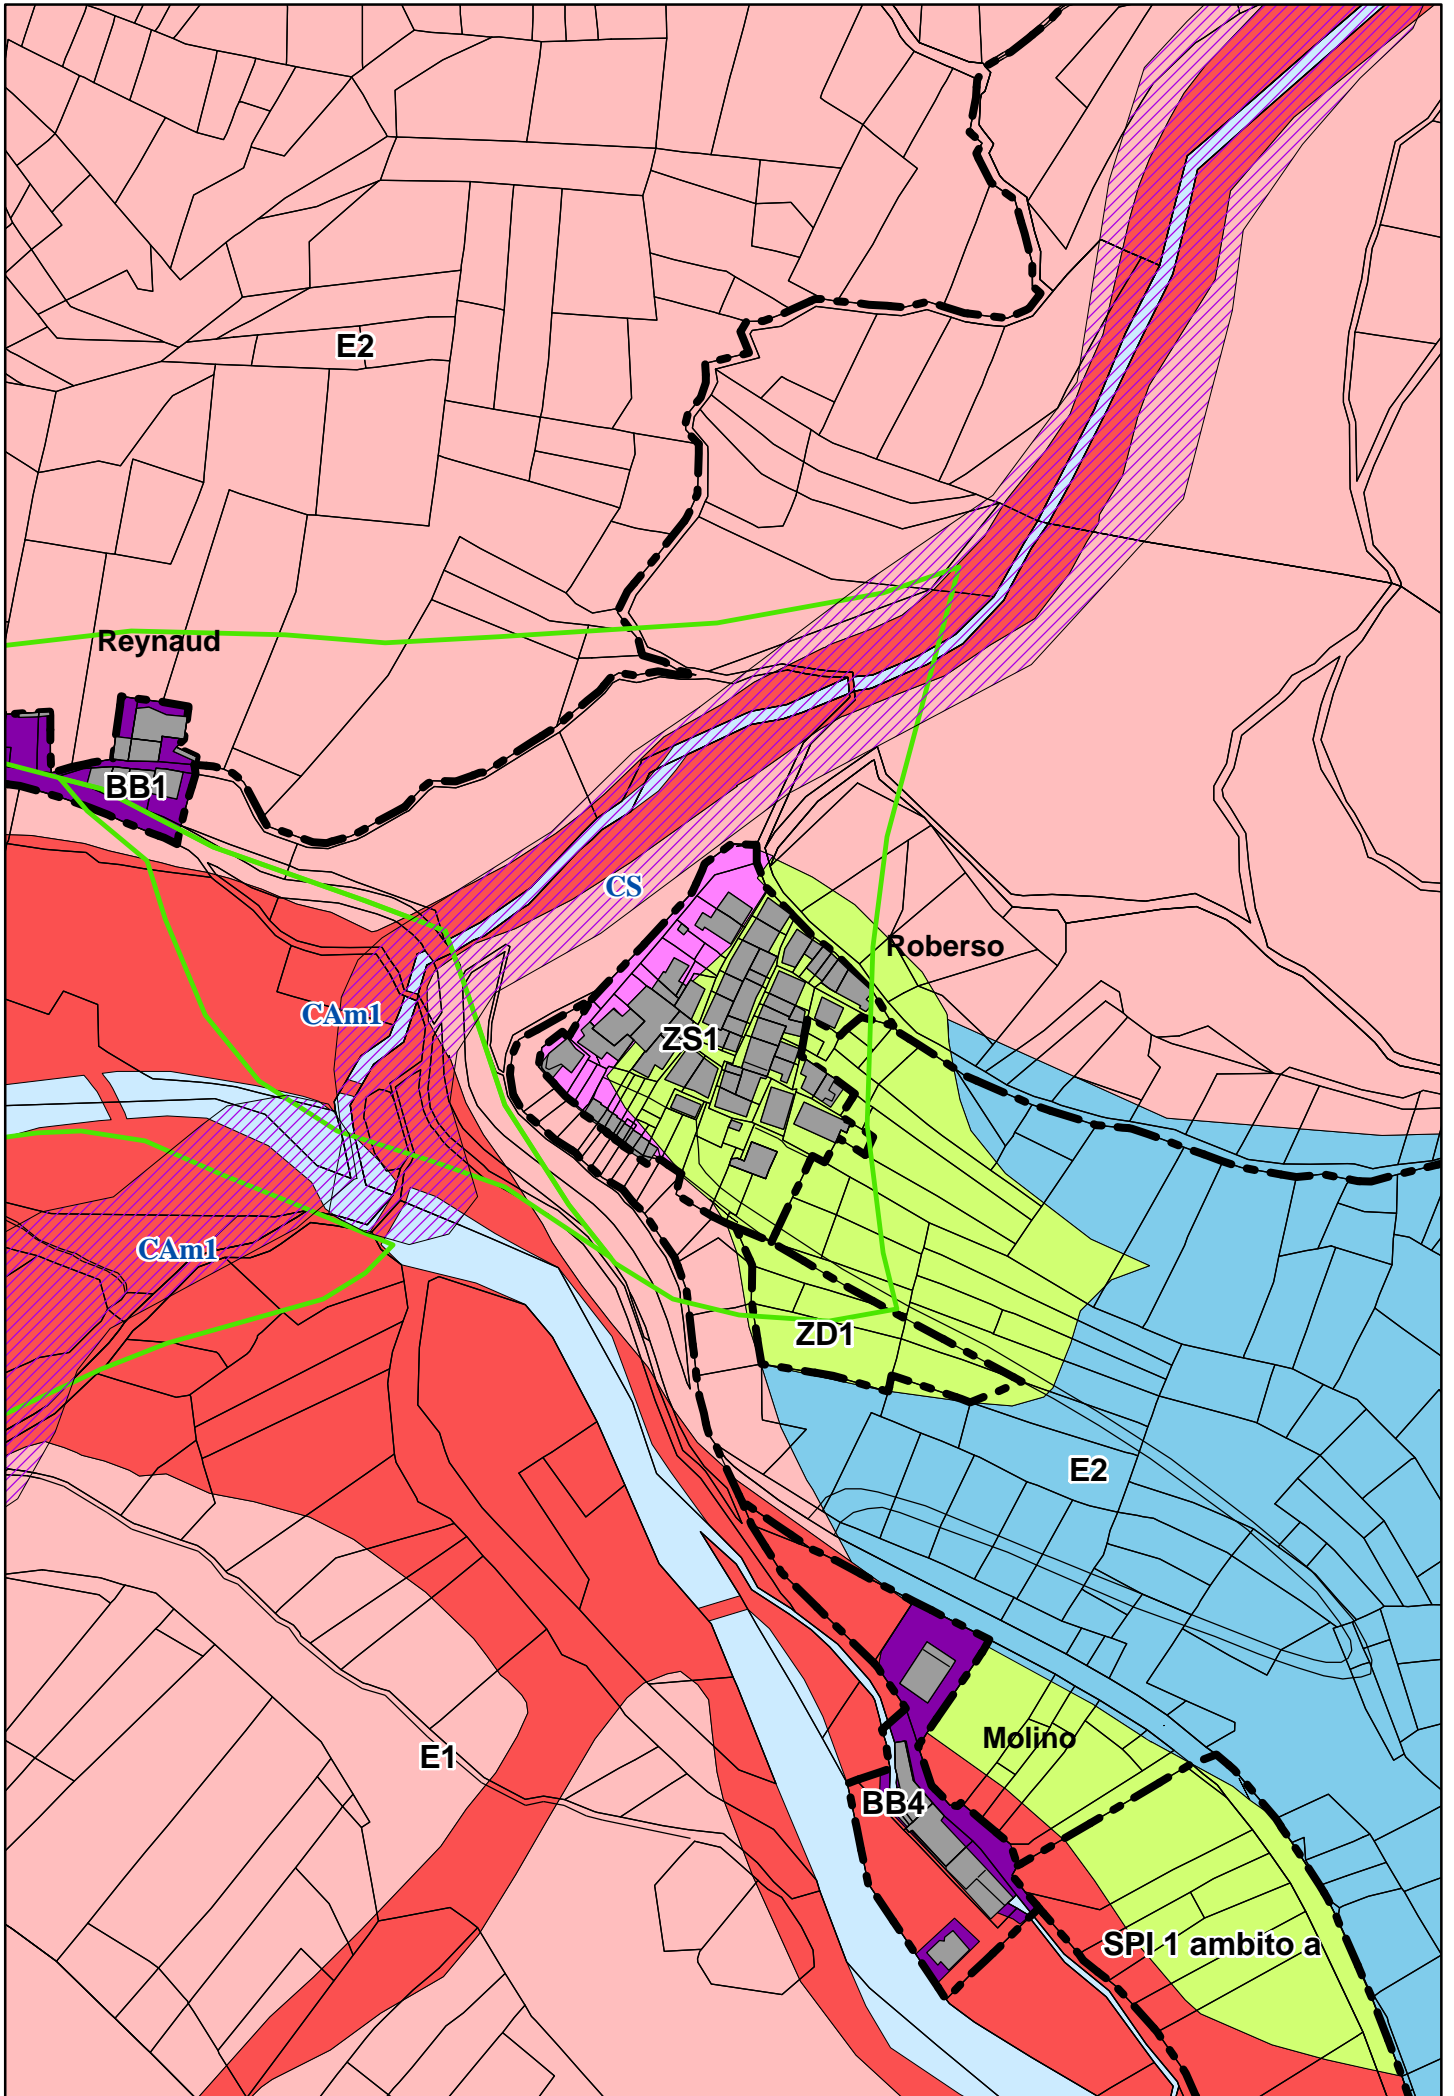 E2
Reynaud
BB1
CS
Roberso
CAm1
ZS1
CAm1
ZD1
E2
Molino
E1
BB4
SPI 1 ambito a